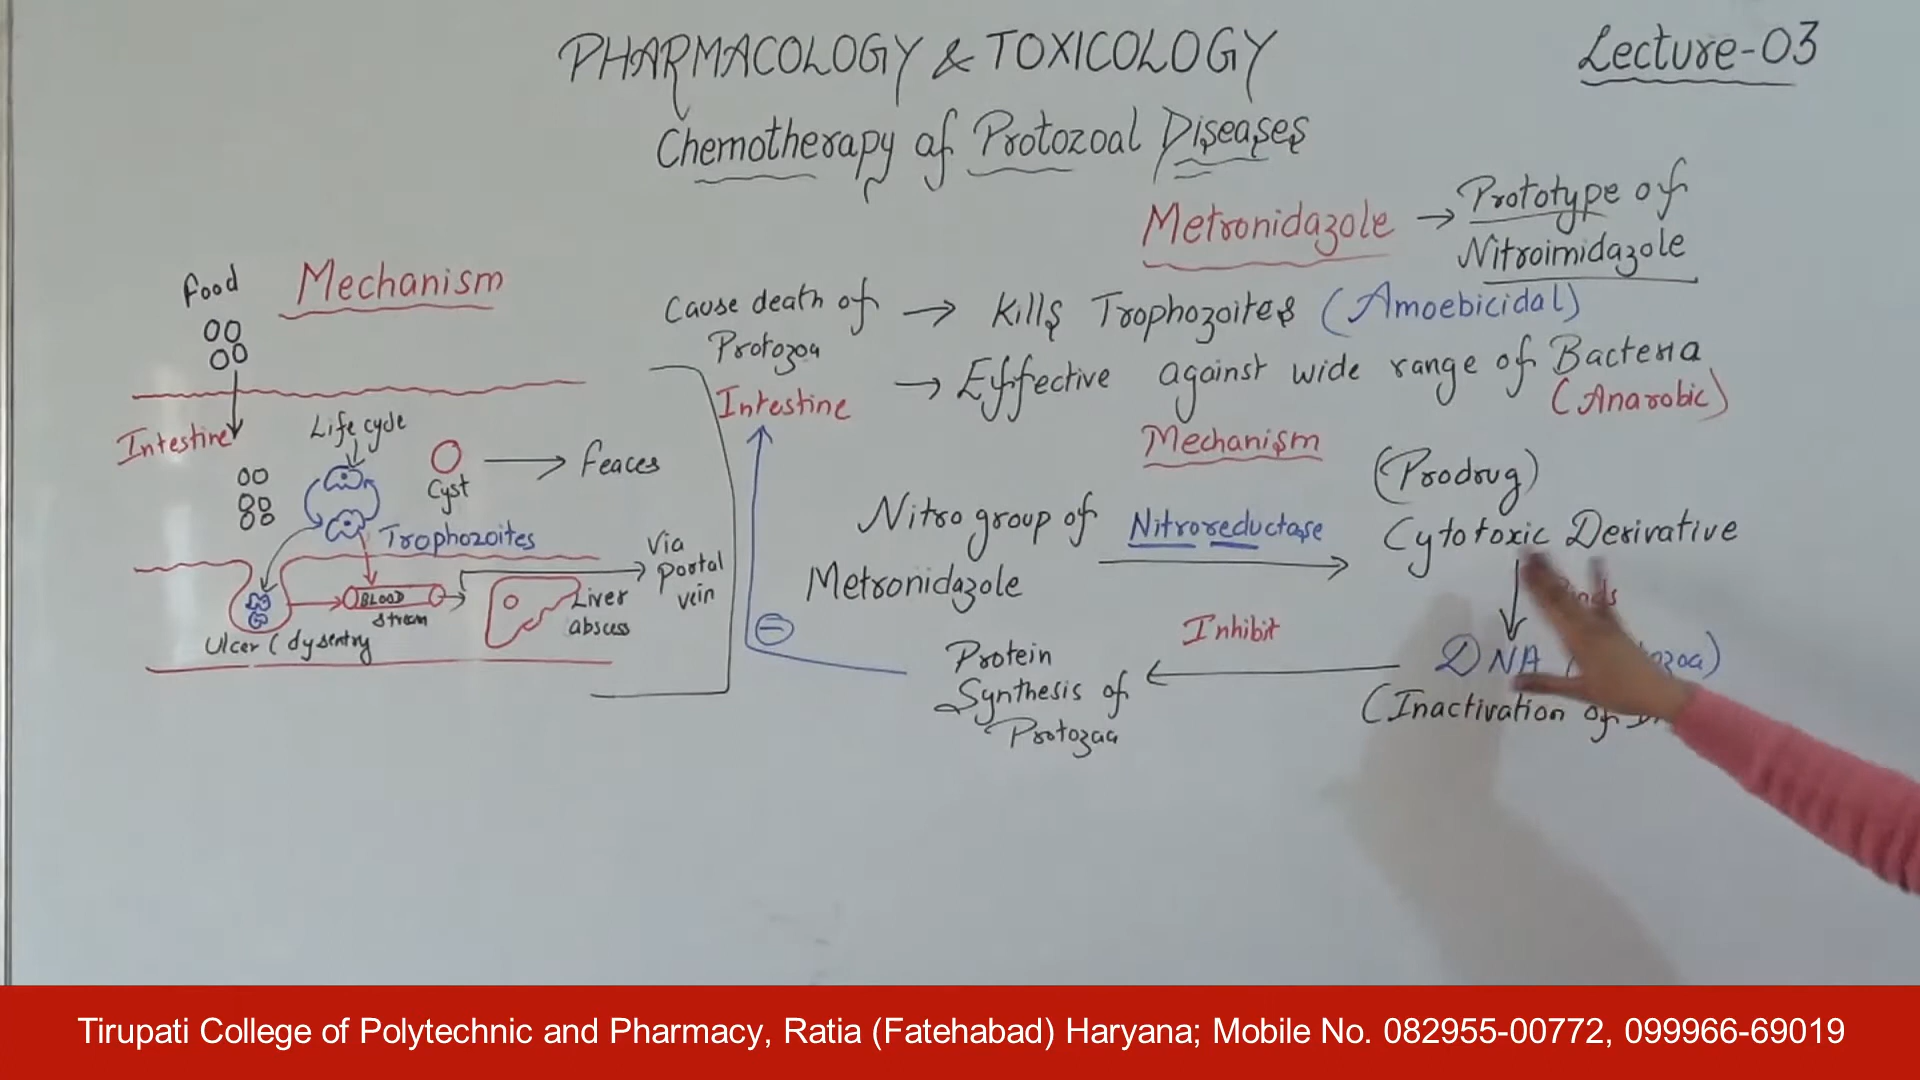 PHARMACOLOGY & TOXICOLOGY
Lecture-03
Chemotherapy of Protozoal Diseases
Metronidazole → Prototype of
Nitroimidazole
Food
Mechanism
Intestine
Life cycle
Cyst
→ Feaces
Trophozoites
Via
portal
vein
BLOOD
stream
Liver
abscess
Ulcer (dysentry
Cause death of
Protozoa
Intestine
→ Kills Trophozoites (Amoebicidal)
→ Effective against wide range of Bacteria
(Anarobic)
Mechanism
(Prodrug)
Nitro group of
Metronidazole
Nitroreductase
Cytotoxic Derivative
DNA
(Inactivation of
Inhibit
Protein
Synthesis of
Protozaa
Tirupati College of Polytechnic and Pharmacy, Ratia (Fatehabad) Haryana; Mobile No. 082955-00772, 099966-69019